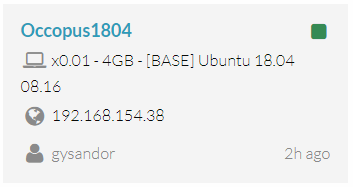 Occopus1804
x0.01 - 4GB - [BASE] Ubuntu 18.04
08.16
192.168.154.38
gysandor 2h ago